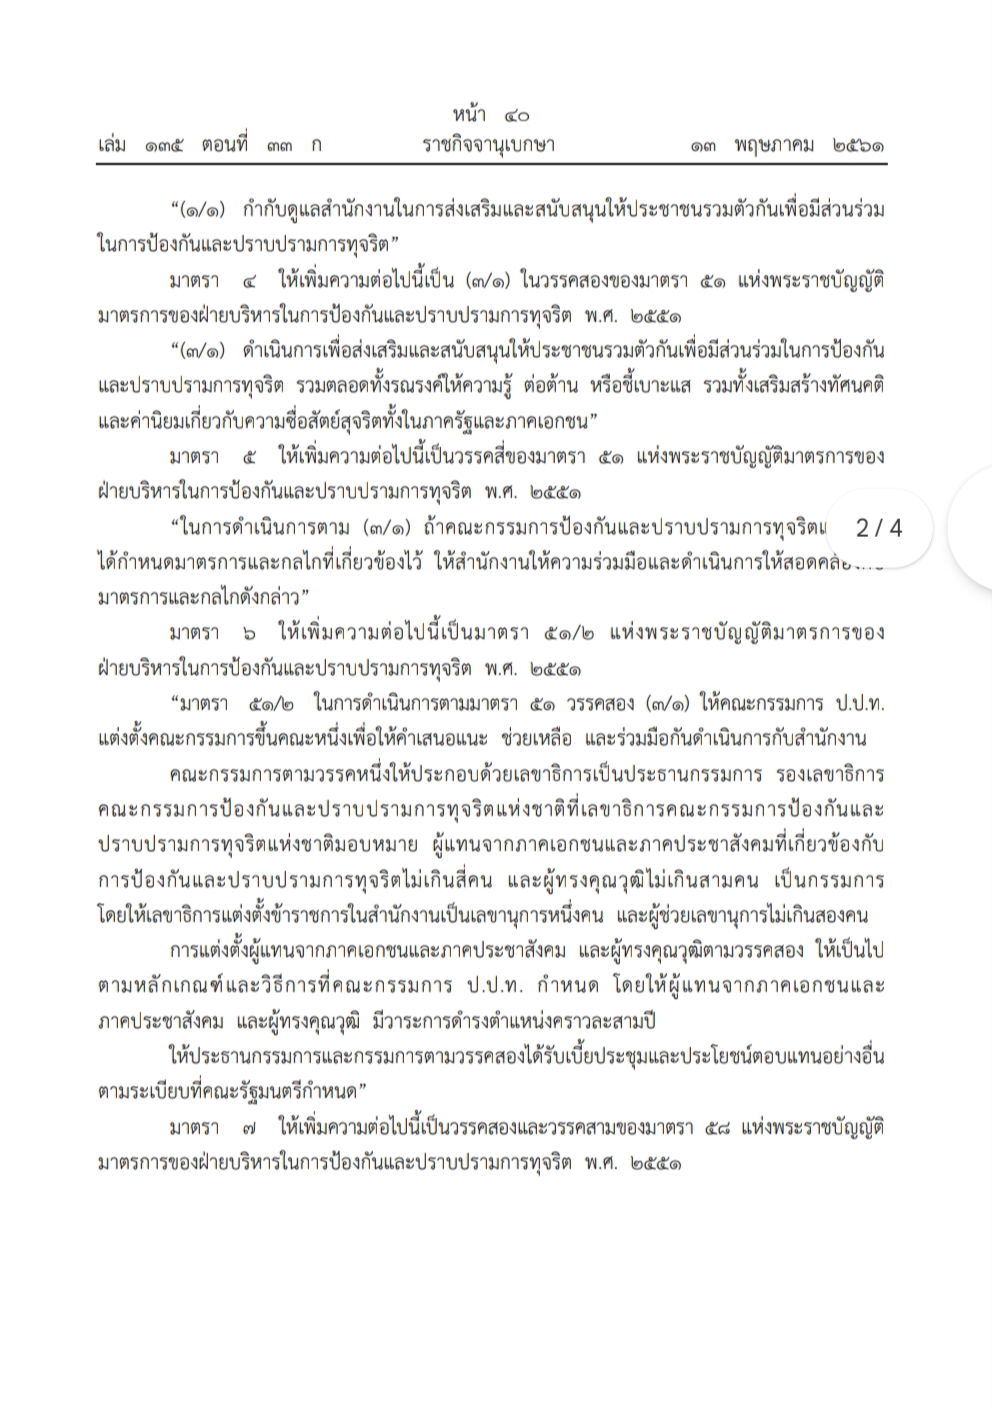 หน้า ๔๐
เล่ม ๑๓๕ ตอนที่ ๓๓ ก ราชกิจจานุเบกษา ๑๓ พฤษภาคม ๒๕๖๑
“(๑/๑) กำกับดูแลสำนักงานในการส่งเสริมและสนับสนุนให้ประชาชนรวมตัวกันเพื่อมีส่วนร่วม
ในการป้องกันและปราบปรามการทุจริต”
มาตรา ๔ ให้เพิ่มความต่อไปนี้เป็น (๓/๑) ในวรรคสองของมาตรา ๕๑ แห่งพระราชบัญญัติ
มาตรการของฝ่ายบริหารในการป้องกันและปราบปรามการทุจริต พ.ศ. ๒๕๕๑
“(๓/๑) ดำเนินการเพื่อส่งเสริมและสนับสนุนให้ประชาชนรวมตัวกันเพื่อมีส่วนร่วมในการป้องกัน
และปราบปรามการทุจริต รวมตลอดทั้งรณรงค์ให้ความรู้ ต่อต้าน หรือชี้เบาะแส รวมทั้งเสริมสร้างทัศนคติ
และค่านิยมเกี่ยวกับความซื่อสัตย์สุจริตทั้งในภาครัฐและภาคเอกชน”
มาตรา ๕ ให้เพิ่มความต่อไปนี้เป็นวรรคสี่ของมาตรา ๕๑ แห่งพระราชบัญญัติมาตรการของ
ฝ่ายบริหารในการป้องกันและปราบปรามการทุจริต พ.ศ. ๒๕๕๑
“ในการดำเนินการตาม (๓/๑) ถ้าคณะกรรมการป้องกันและปราบปรามการทุจริต 2 / 4
ได้กำหนดมาตรการและกลไกที่เกี่ยวข้องไว้ ให้สำนักงานให้ความร่วมมือและดำเนินการให้
มาตรการและกลไกดังกล่าว”
มาตรา ๖ ให้เพิ่มความต่อไปนี้เป็นมาตรา ๕๑/๒ แห่งพระราชบัญญัติมาตรการของ
ฝ่ายบริหารในการป้องกันและปราบปรามการทุจริต พ.ศ. ๒๕๕๑
“มาตรา ๕๑/๒ ในการดำเนินการตามมาตรา ๕๑ วรรคสอง (๓/๑) ให้คณะกรรมการ ป.ป.ท.
แต่งตั้งคณะกรรมการขึ้นคณะหนึ่งเพื่อให้คำเสนอแนะ ช่วยเหลือ และร่วมมือกันดำเนินการกับสำนักงาน
คณะกรรมการตามวรรคหนึ่งให้ประกอบด้วยเลขาธิการเป็นประธานกรรมการ รองเลขาธิการ
คณะกรรมการป้องกันและปราบปรามการทุจริตแห่งชาติที่เลขาธิการคณะกรรมการป้องกันและ
ปราบปรามการทุจริตแห่งชาติมอบหมาย ผู้แทนจากภาคเอกชนและภาคประชาสังคมที่เกี่ยวข้องกับ
การป้องกันและปราบปรามการทุจริตไม่เกินสี่คน และผู้ทรงคุณวุฒิไม่เกินสามคน เป็นกรรมการ
โดยให้เลขาธิการแต่งตั้งข้าราชการในสำนักงานเป็นเลขานุการหนึ่งคน และผู้ช่วยเลขานุการไม่เกินสองคน
การแต่งตั้งผู้แทนจากภาคเอกชนและภาคประชาสังคม และผู้ทรงคุณวุฒิตามวรรคสอง ให้เป็นไป
ตามหลักเกณฑ์และวิธีการที่คณะกรรมการ ป.ป.ท. กำหนด โดยให้ผู้แทนจากภาคเอกชนและ
ภาคประชาสังคม และผู้ทรงคุณวุฒิ มีวาระการดำรงตำแหน่งคราวละสามปี
ให้ประธานกรรมการและกรรมการตามวรรคสองได้รับเบี้ยประชุมและประโยชน์ตอบแทนอย่างอื่น
ตามระเบียบที่คณะรัฐมนตรีกำหนด”
มาตรา ๗ ให้เพิ่มความต่อไปนี้เป็นวรรคสองและวรรคสามของมาตรา ๕๘ แห่งพระราชบัญญัติ
มาตรการของฝ่ายบริหารในการป้องกันและปราบปรามการทุจริต พ.ศ. ๒๕๕๑